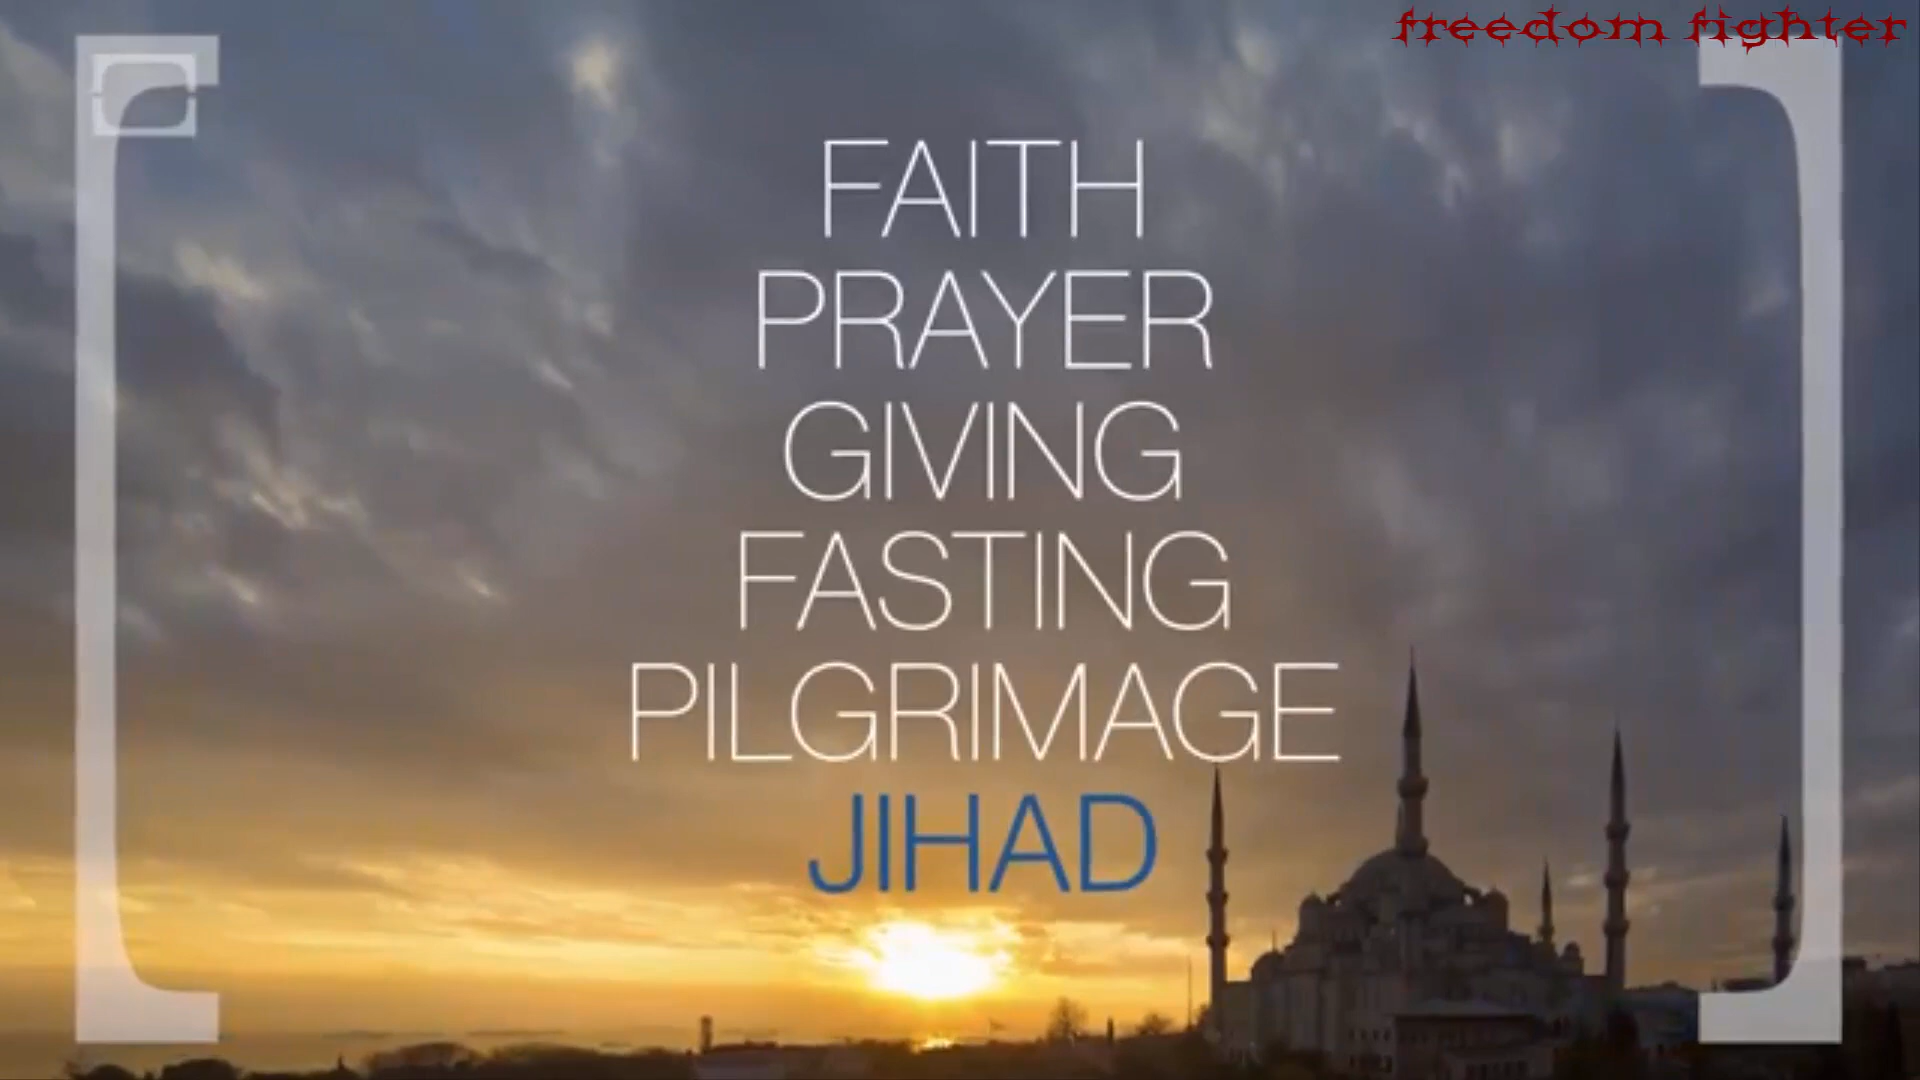 freedom fighter
FAITH
PRAYER
GIVING
FASTING
PILGRIMAGE
JIHAD